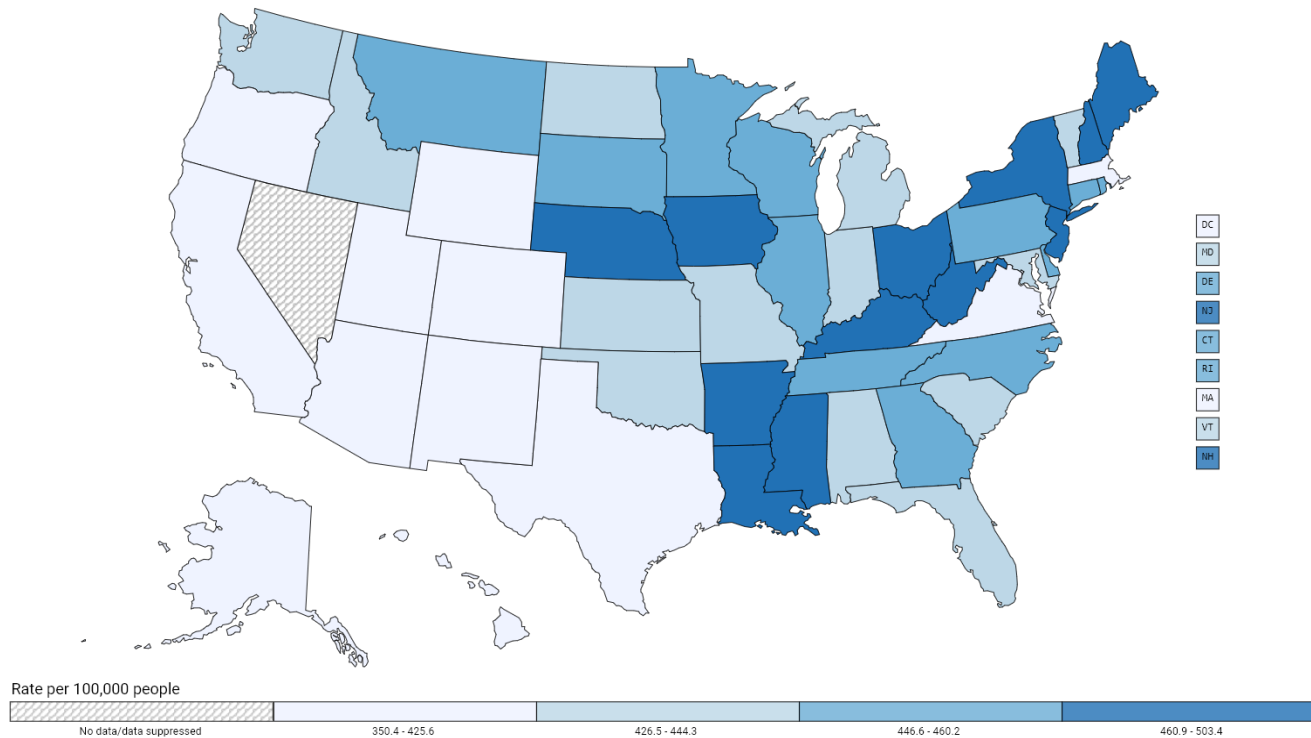 DC
MD
DE
NJ
CT
RI
MA
VT
NH
Rate per 100,000 people
No data/data suppressed
350.4 - 425.6
426.5 - 444.3
446.6 - 460.2
460.9 - 503.4